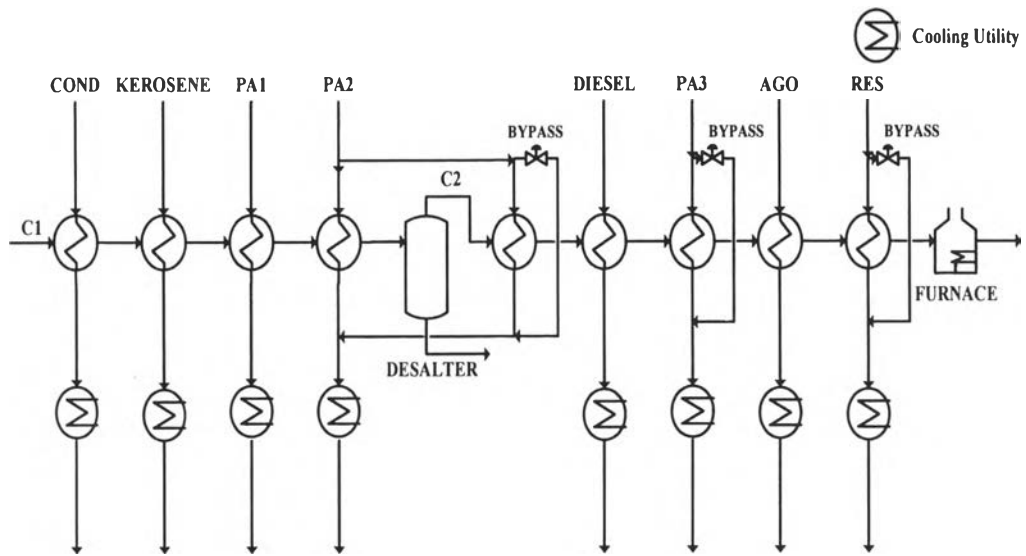 Cooling Utility
COND KEROSENE PA1 PA2 DIESEL PA3 AGO RES
BYPASS BYPASS BYPASS
C2
C1
FURNACE
DESALTER